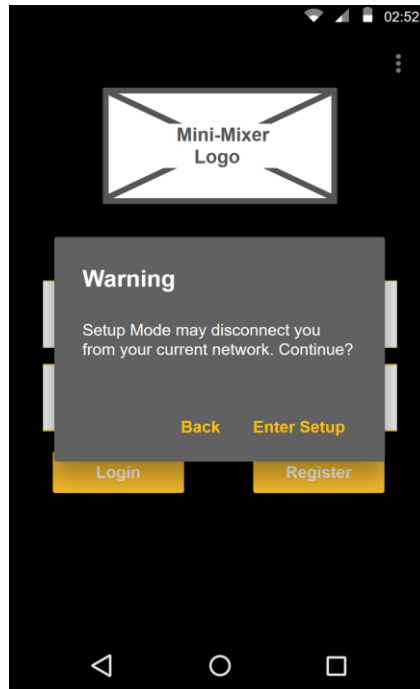 02:52
Mini-Mixer
Logo
Warning
Setup Mode may disconnect you
from your current network. Continue?
Back Enter Setup
Login Register